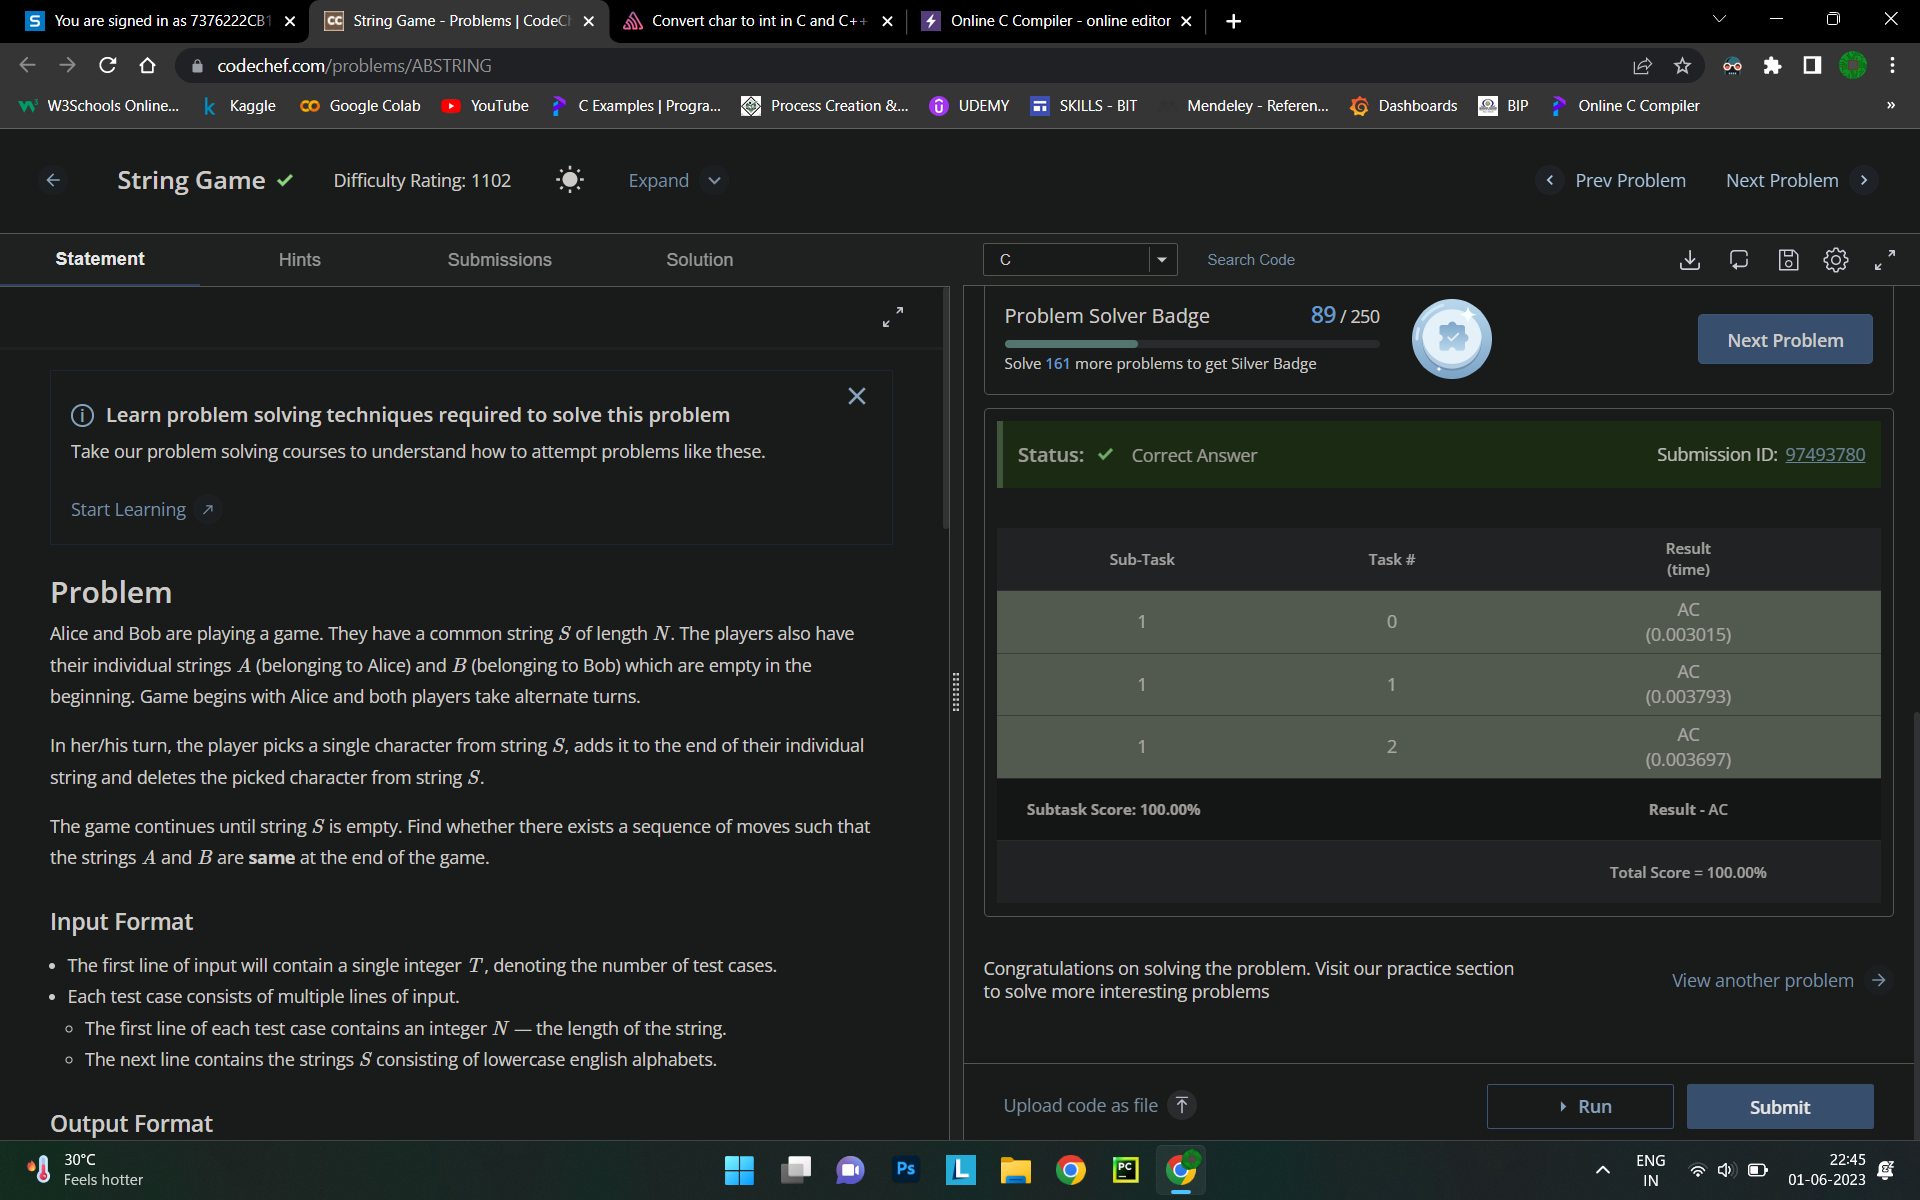 You are signed in as 7376222CB1
String Game - Problems | CodeCh
Convert char to int in C and C++
Online C Compiler - online editor
codechef.com/problems/ABSTRING
W3Schools Online...
Kaggle
Google Colab
YouTube
C Examples | Progra...
Process Creation &...
UDEMY
SKILLS - BIT
Mendeley - Referen...
Dashboards
BIP
Online C Compiler
»
String Game
Difficulty Rating: 1102
Expand
Prev Problem
Next Problem
Statement
Hints
Submissions
Solution
C
Search Code
Learn problem solving techniques required to solve this problem
Take our problem solving courses to understand how to attempt problems like these.
Start Learning
Problem
Alice and Bob are playing a game. They have a common string S of length N. The players also have
their individual strings A (belonging to Alice) and B (belonging to Bob) which are empty in the
beginning. Game begins with Alice and both players take alternate turns.
In her/his turn, the player picks a single character from string S, adds it to the end of their individual
string and deletes the picked character from string S.
The game continues until string S is empty. Find whether there exists a sequence of moves such that
the strings A and B are same at the end of the game.
Input Format
• The first line of input will contain a single integer T, denoting the number of test cases.
• Each test case consists of multiple lines of input.
◦ The first line of each test case contains an integer N — the length of the string.
◦ The next line contains the strings S consisting of lowercase english alphabets.
Output Format
Problem Solver Badge
89 / 250
Solve 161 more problems to get Silver Badge
Next Problem
Status: ✓ Correct Answer
Submission ID: 97493780
Sub-Task
Task #
Result
(time)
1
0
AC
(0.003015)
1
1
AC
(0.003793)
1
2
AC
(0.003697)
Subtask Score: 100.00%
Result - AC
Total Score = 100.00%
Congratulations on solving the problem. Visit our practice section
to solve more interesting problems
View another problem
Upload code as file
Run
Submit
30°C
Feels hotter
Ps
L
PC
ENG
IN
22:45
01-06-2023